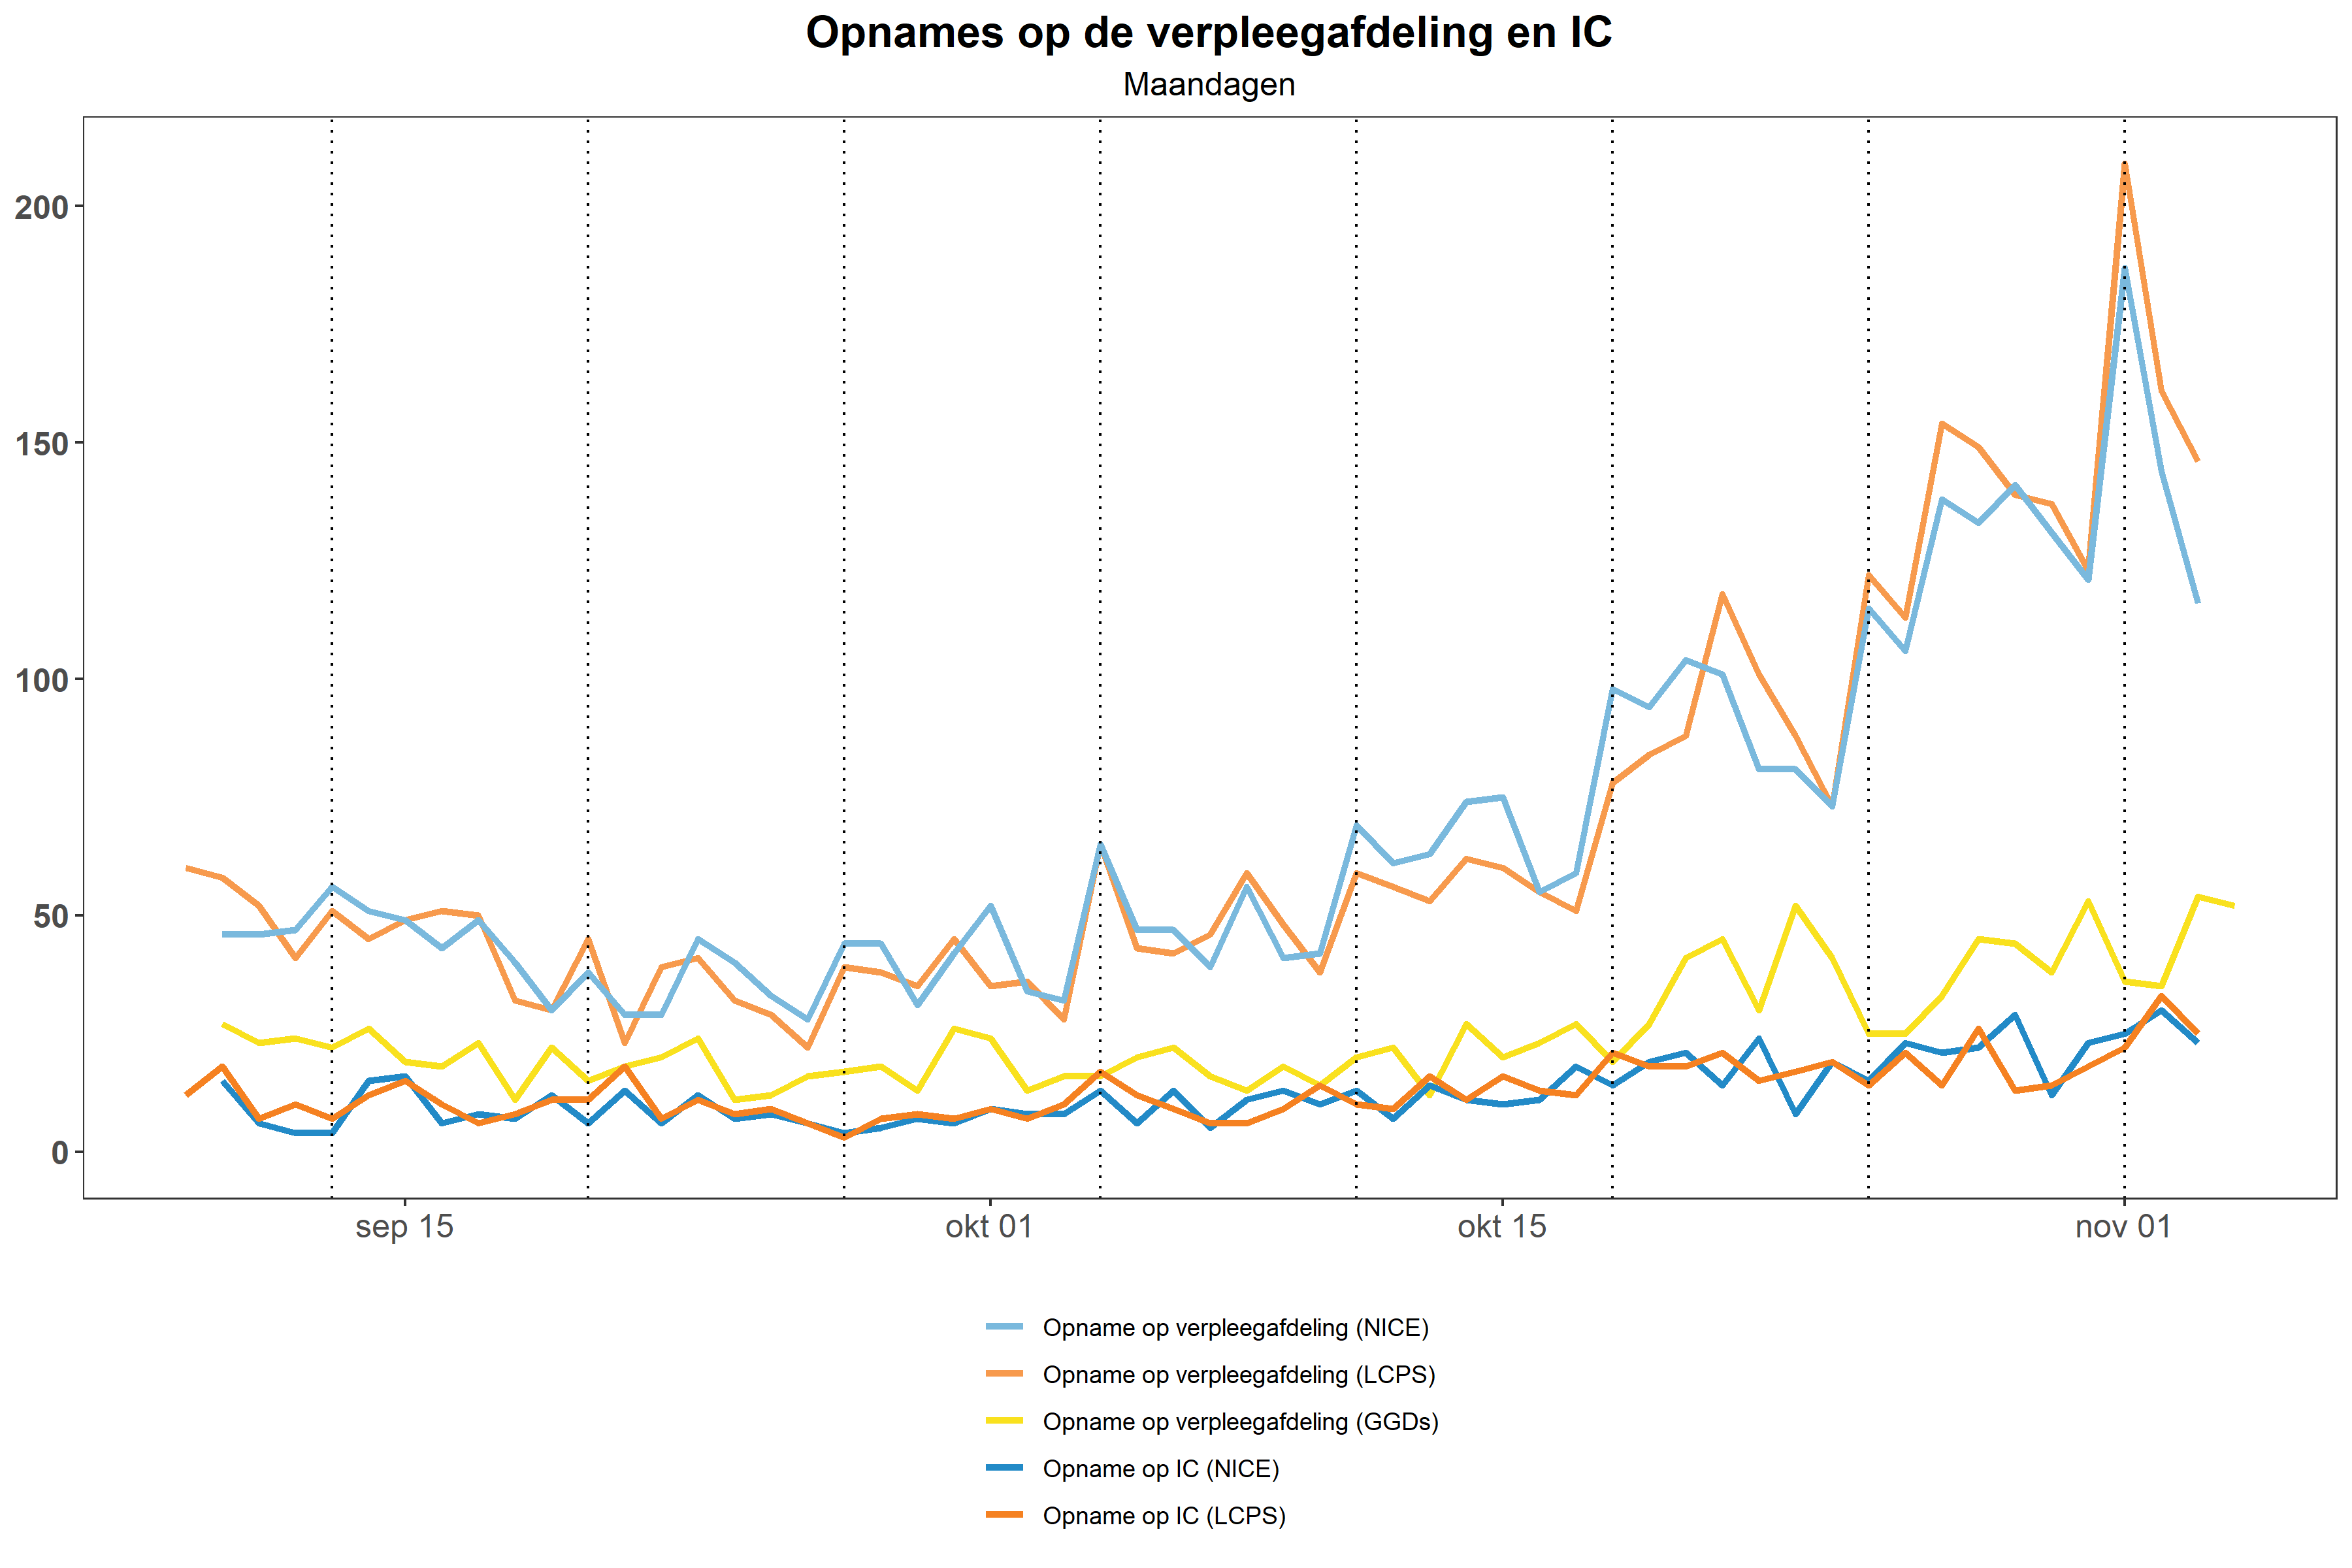 Opnames op de verpleegafdeling en IC
Maandagen
200
150
100
50
0
sep 15
okt 01
okt 15
nov 01
Opname op verpleegafdeling (NICE)
Opname op verpleegafdeling (LCPS)
Opname op verpleegafdeling (GGDs)
Opname op IC (NICE)
Opname op IC (LCPS)